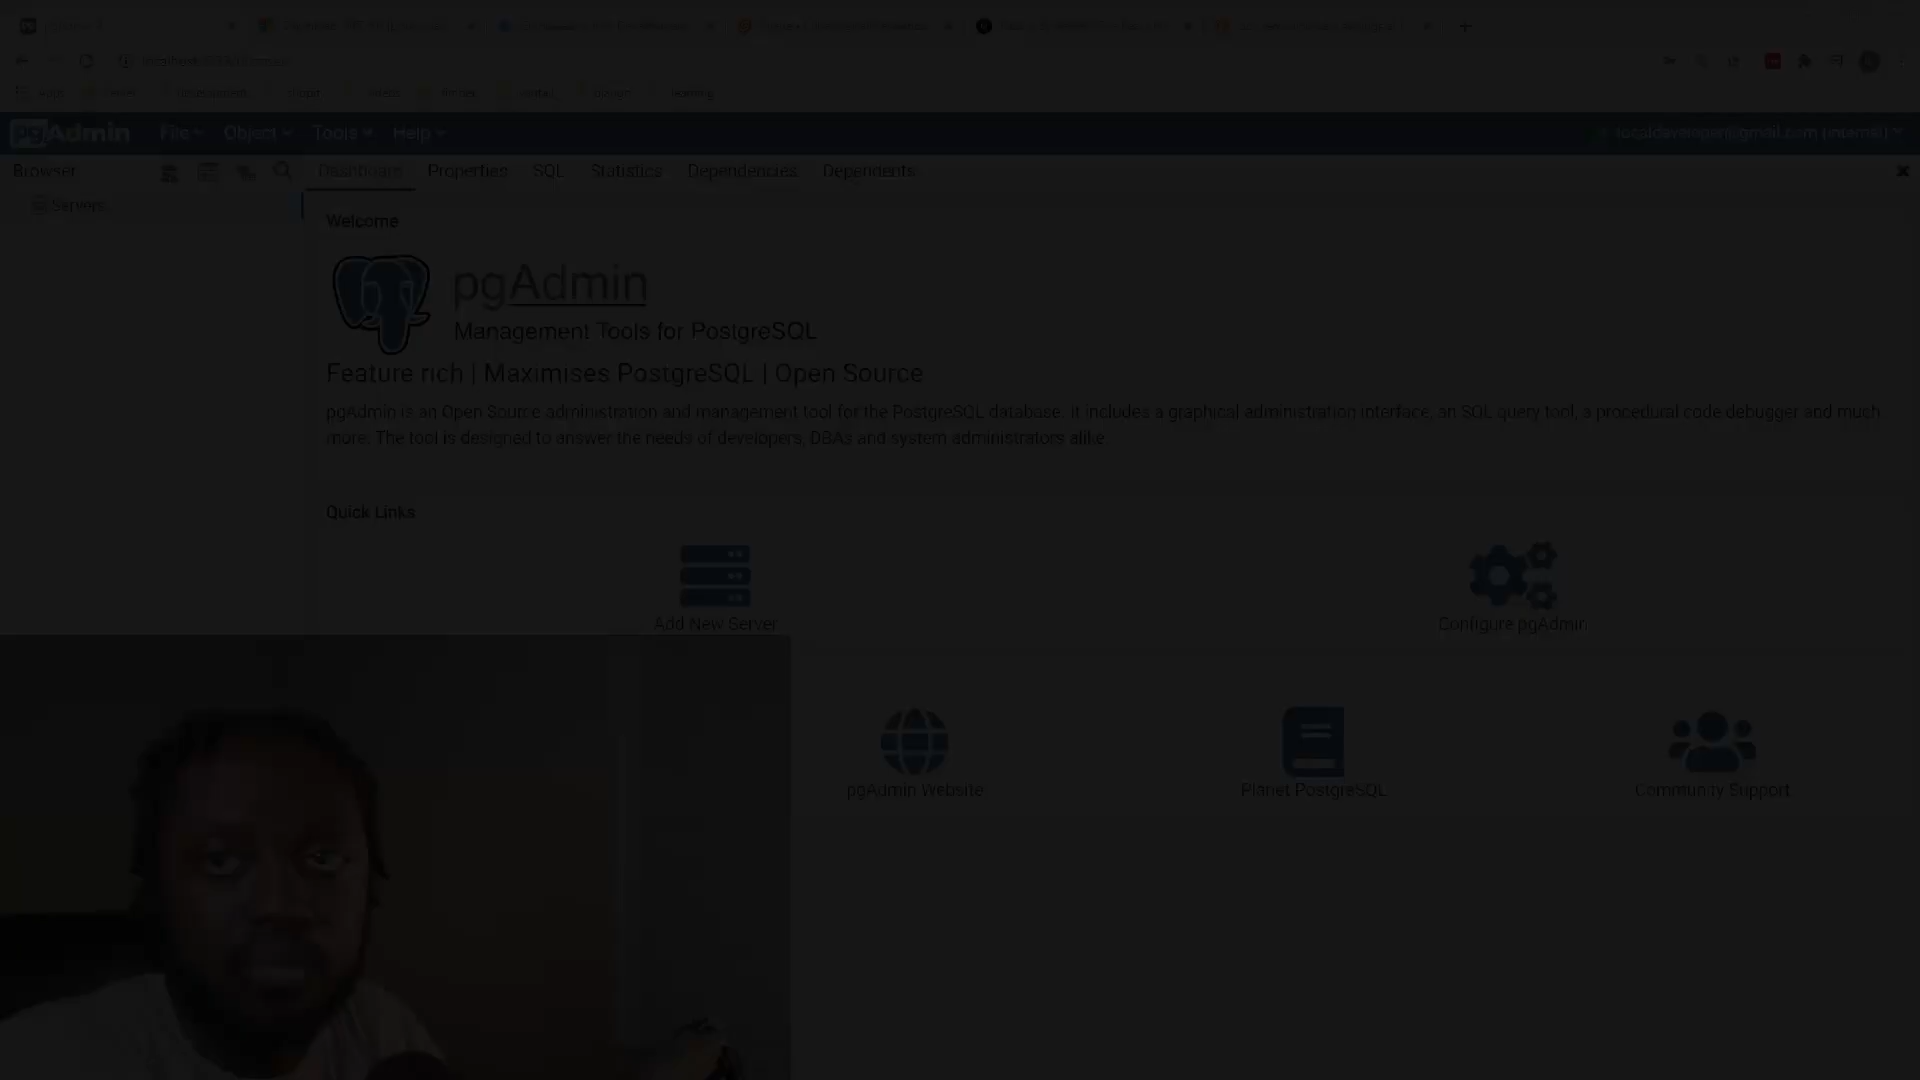 pgAdmin File Object Tools Help localdeveloper@gmail.com (internal)
Browser Dashboard Properties SQL Statistics Dependencies Dependents
Servers
Welcome
pgAdmin
Management Tools for PostgreSQL
Feature rich | Maximises PostgreSQL | Open Source
pgAdmin is an Open Source administration and management tool for the PostgreSQL database. It includes a graphical administration interface, an SQL query tool, a procedural code debugger and much
more. The tool is designed to answer the needs of developers, DBAs and system administrators alike.
Quick Links
Add New Server Configure pgAdmin
pgAdmin Website Planet PostgreSQL Community Support